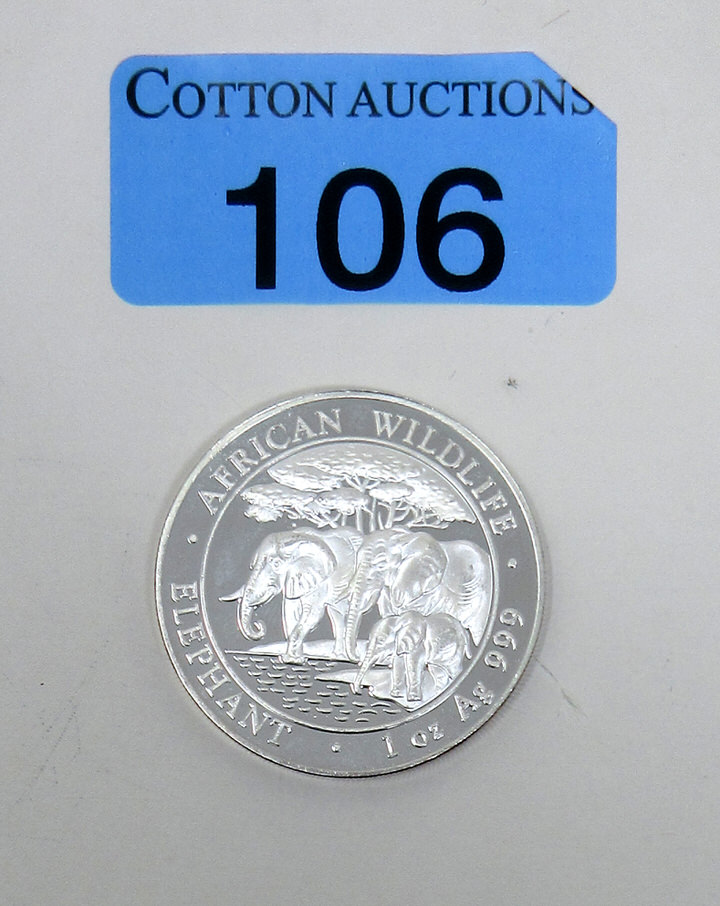 COTTON AUCTIONS
106
AFRICAN WILDLIFE
ELEPHANT
1 oz Ag 999